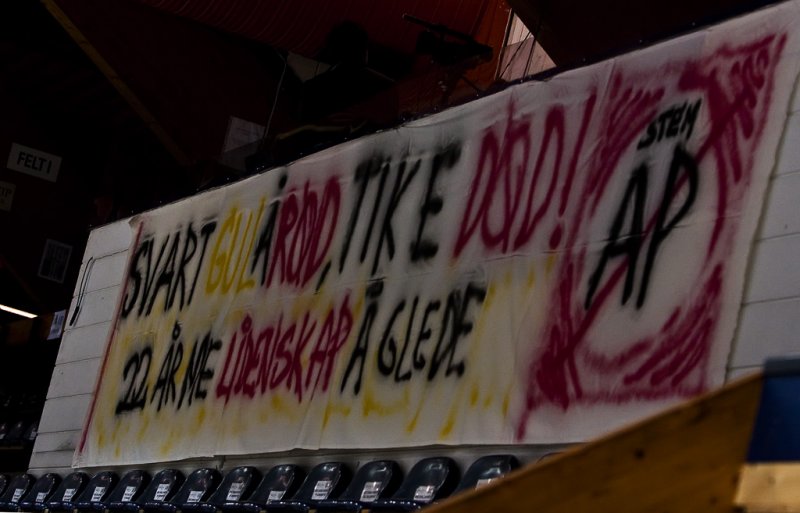 FELT I
SVART GUL Å RØD, TIKE DØD!
22 ÅR ME LIDENSKAP Å GLEDE
STEM
AP